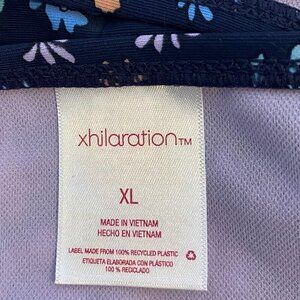 xhilaration™
XL
MADE IN VIETNAM
HECHO EN VIETNAM
LABEL MADE FROM 100% RECYCLED PLASTIC
ETIQUETA ELABORADA CON PLÁSTICO
100 % RECICLADO